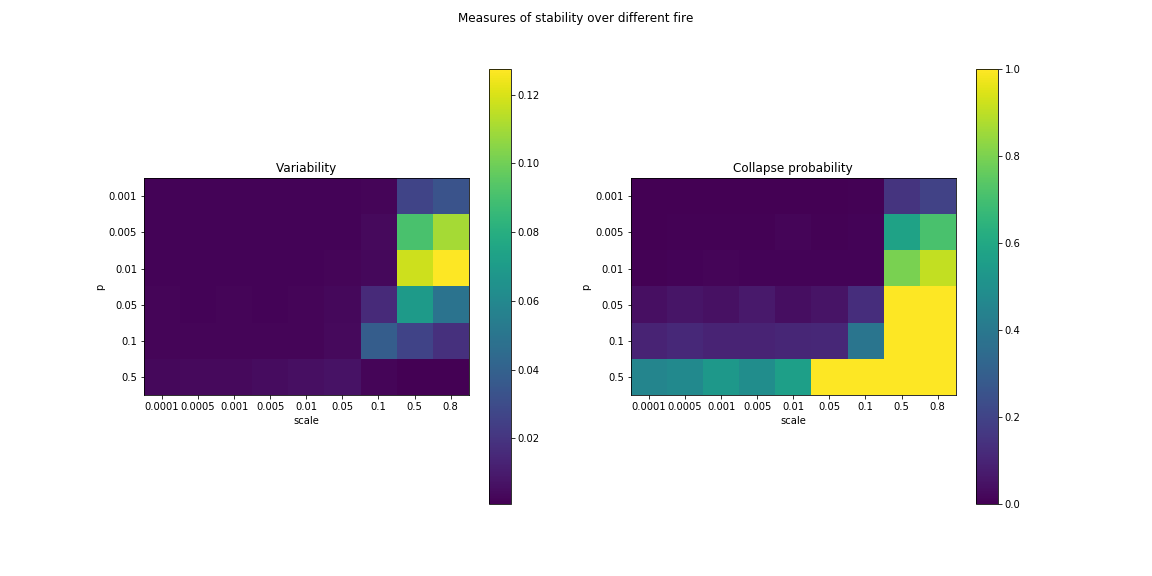 Measures of stability over different fire
Variability
p
0.001
0.005
0.01
0.05
0.1
0.5
0.0001 0.0005 0.001 0.005 0.01 0.05 0.1 0.5 0.8
scale
0.12
0.10
0.08
0.06
0.04
0.02
Collapse probability
p
0.001
0.005
0.01
0.05
0.1
0.5
0.0001 0.0005 0.001 0.005 0.01 0.05 0.1 0.5 0.8
scale
1.0
0.8
0.6
0.4
0.2
0.0